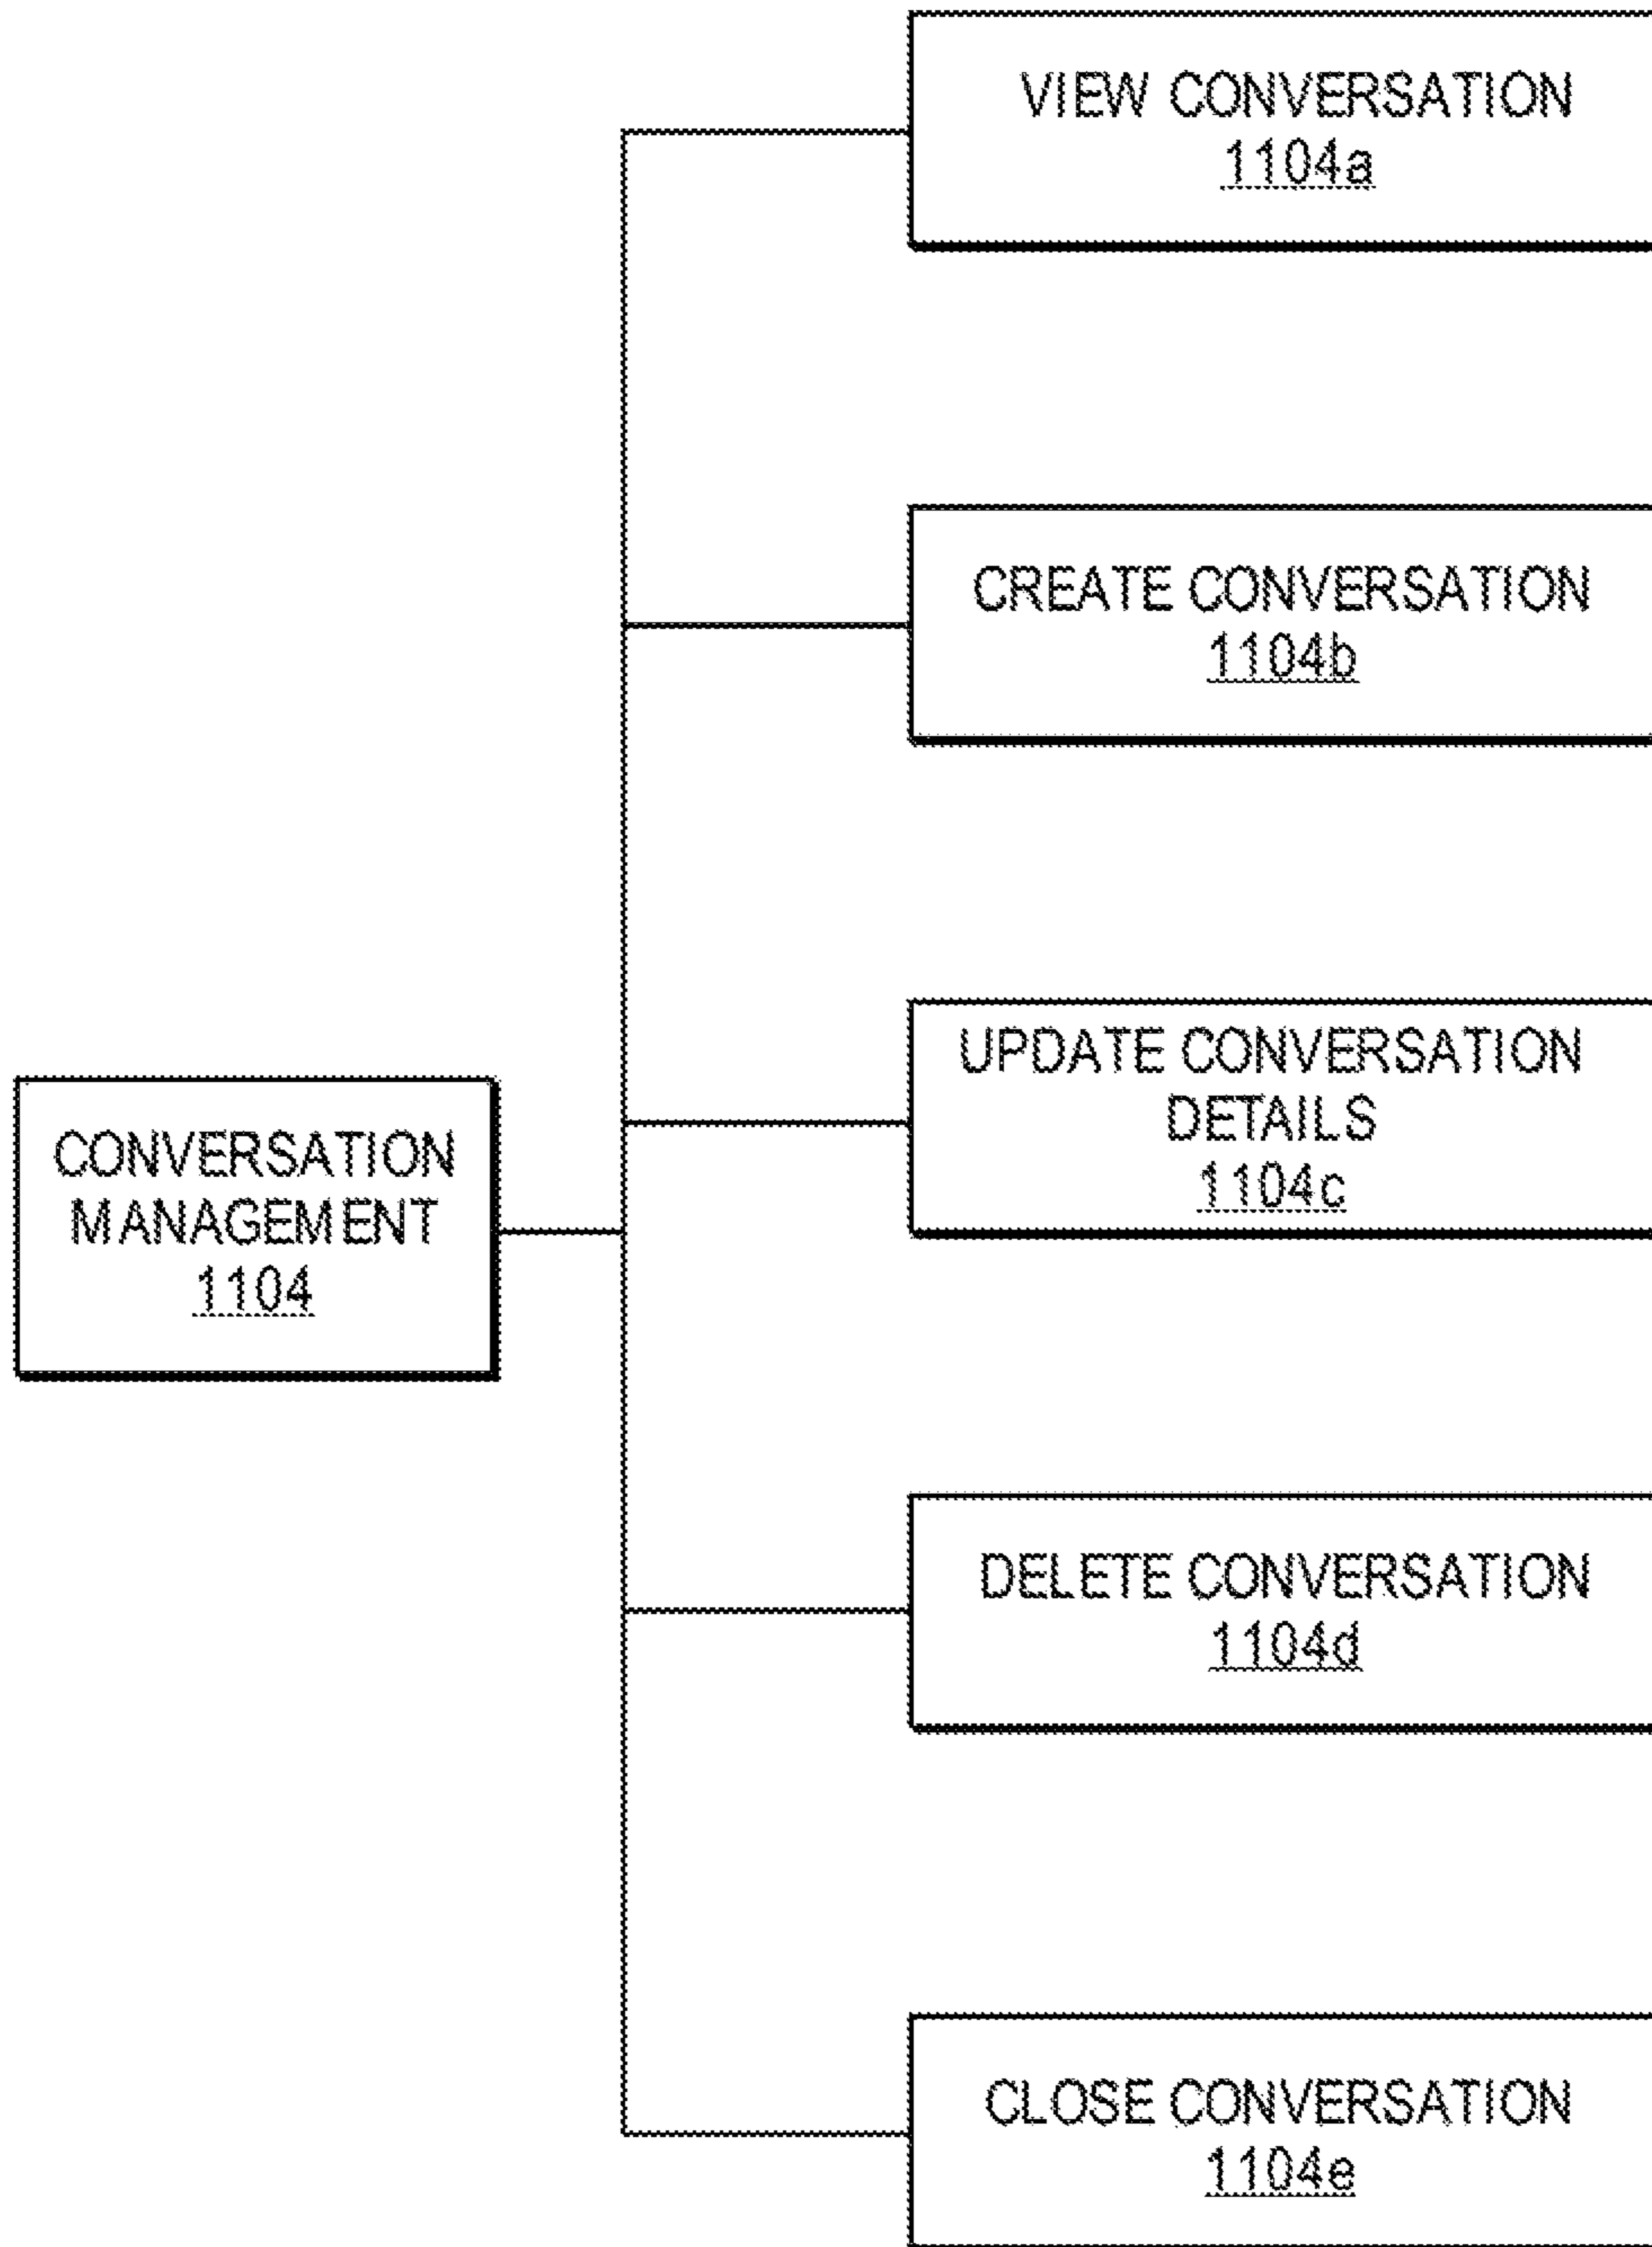 VIEW CONVERSATION
1104a
CREATE CONVERSATION
1104b
UPDATE CONVERSATION
DETAILS
1104c
CONVERSATION
MANAGEMENT
1104
DELETE CONVERSATION
1104d
CLOSE CONVERSATION
1104e